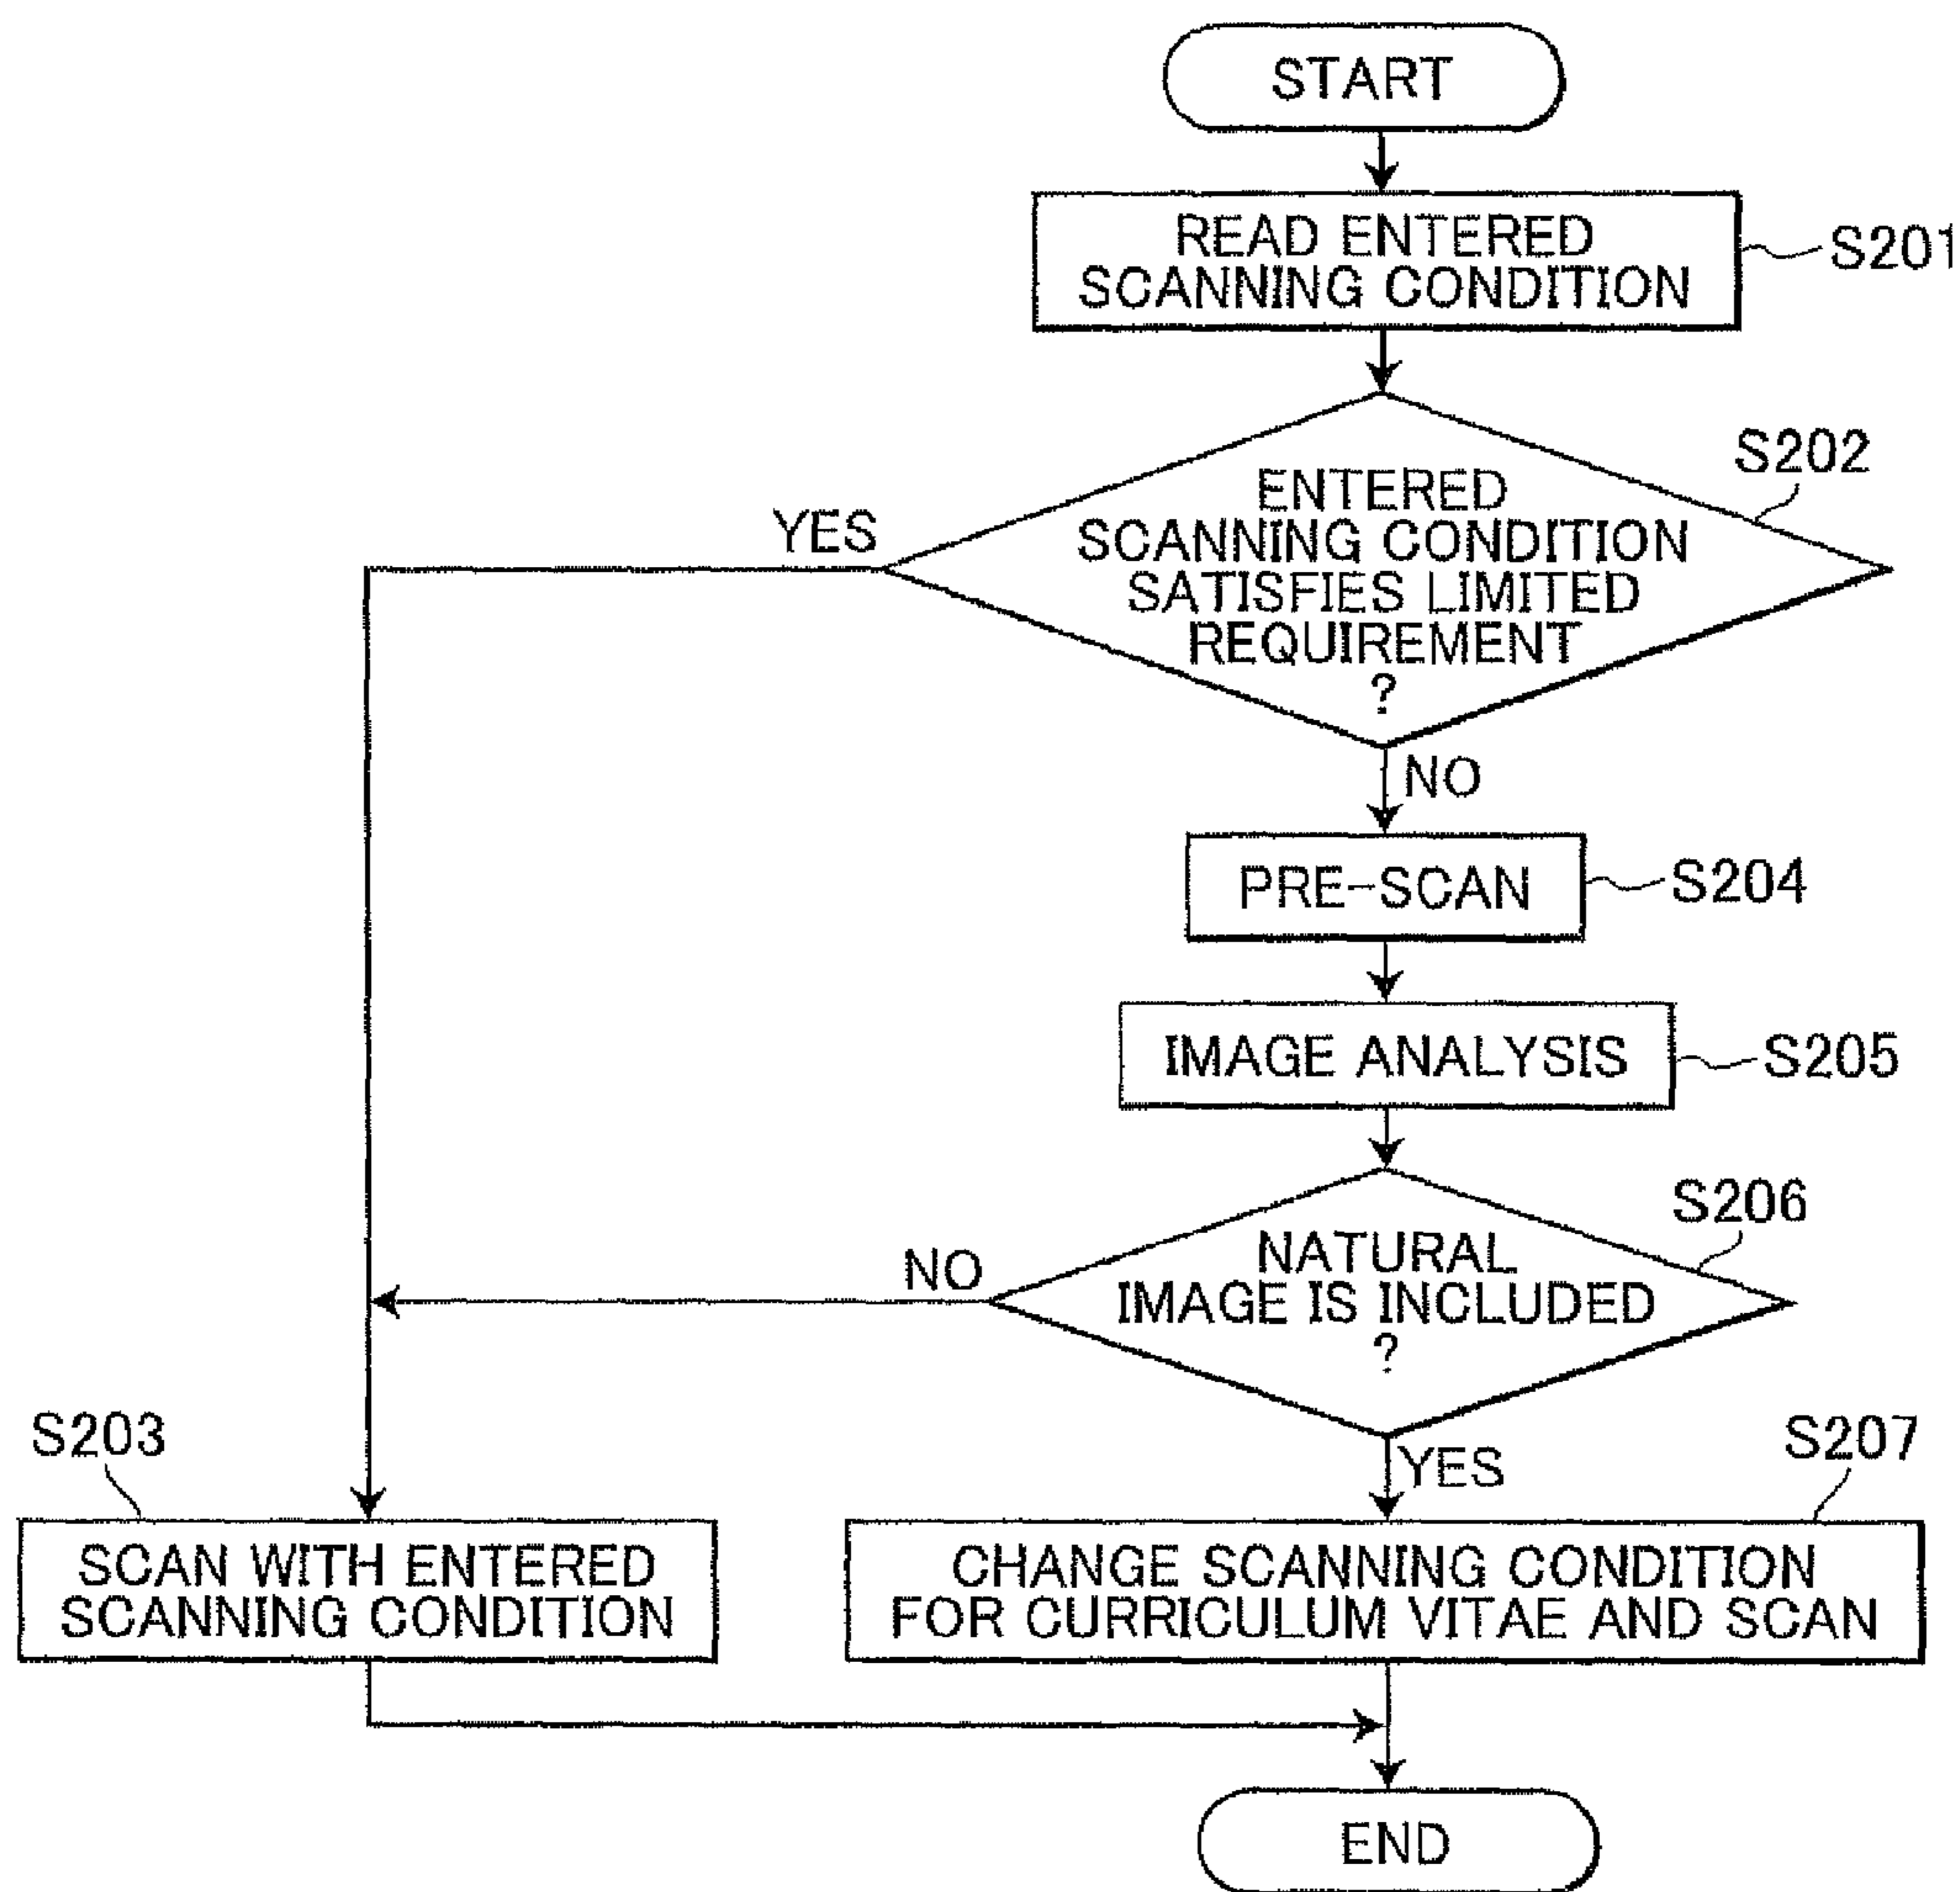 START
READ ENTERED
SCANNING CONDITION
S201
S202
ENTERED
SCANNING CONDITION
SATISFIES LIMITED
REQUIREMENT
?
YES
NO
PRE-SCAN
S204
IMAGE ANALYSIS
S205
S206
NATURAL
IMAGE IS INCLUDED
?
NO
YES
S203
SCAN WITH ENTERED
SCANNING CONDITION
S207
CHANGE SCANNING CONDITION
FOR CURRICULUM VITAE AND SCAN
END